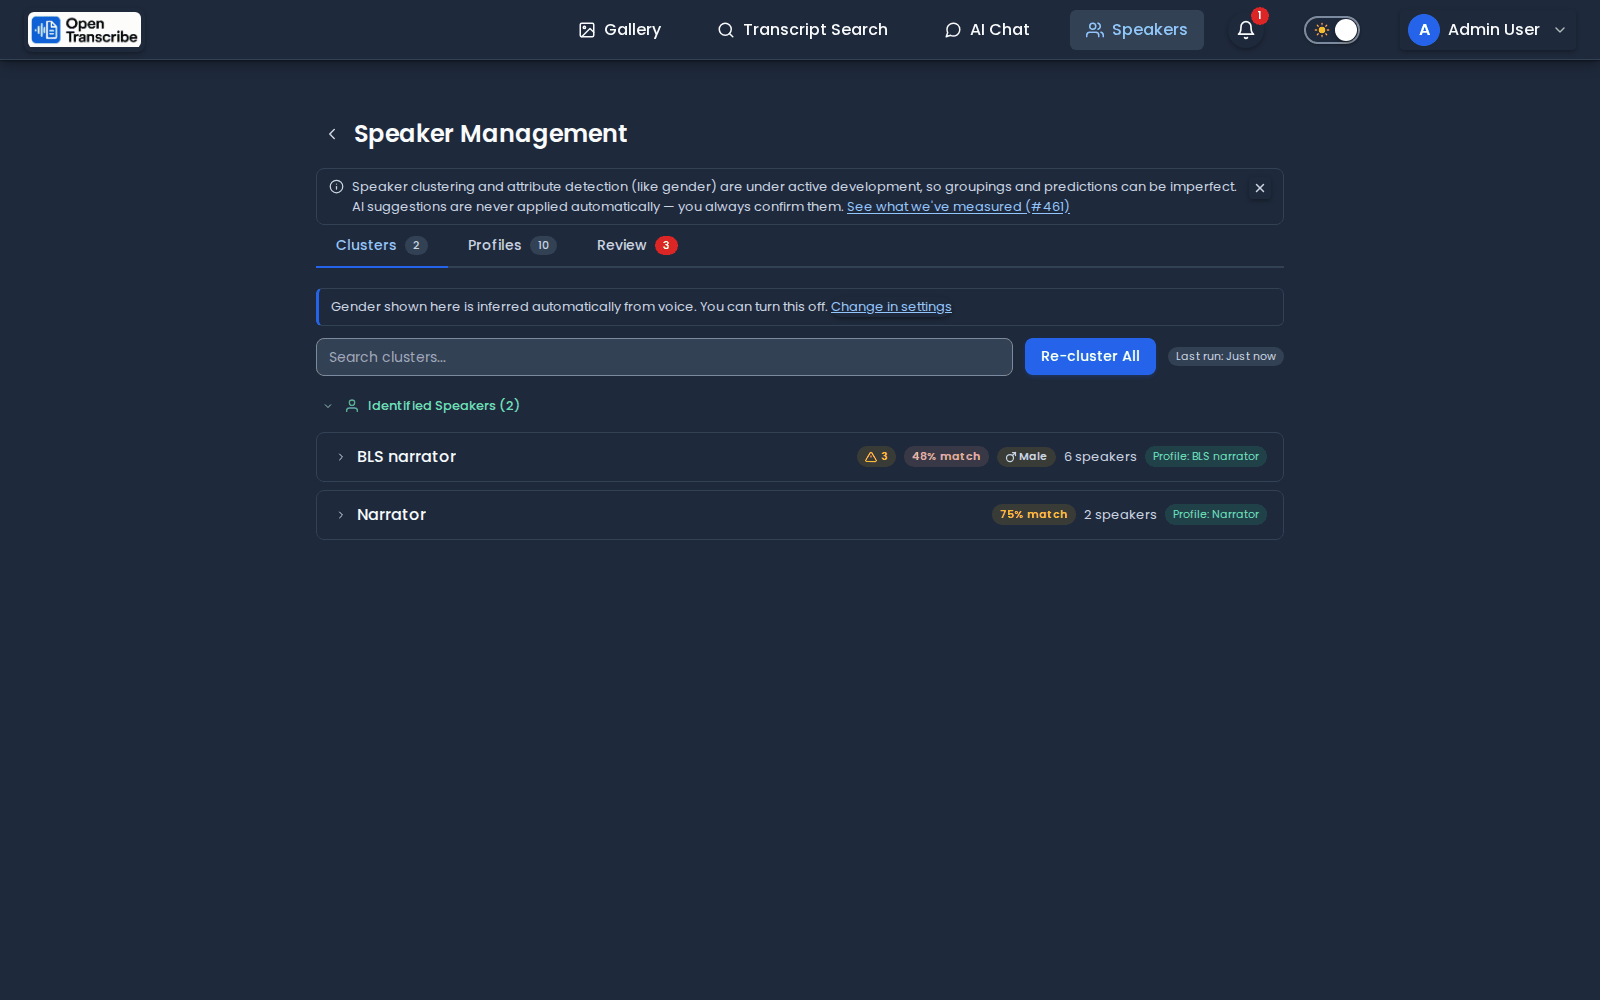 Open
Transcribe
Gallery
Transcript Search
AI Chat
Speakers
1
A
Admin User
Speaker Management
Speaker clustering and attribute detection (like gender) are under active development, so groupings and predictions can be imperfect.
AI suggestions are never applied automatically — you always confirm them. See what we've measured (#461)
Clusters 2
Profiles 10
Review 3
Gender shown here is inferred automatically from voice. You can turn this off. Change in settings
Search clusters...
Re-cluster All
Last run: Just now
Identified Speakers (2)
BLS narrator
3
48% match
Male
6 speakers
Profile: BLS narrator
Narrator
75% match
2 speakers
Profile: Narrator